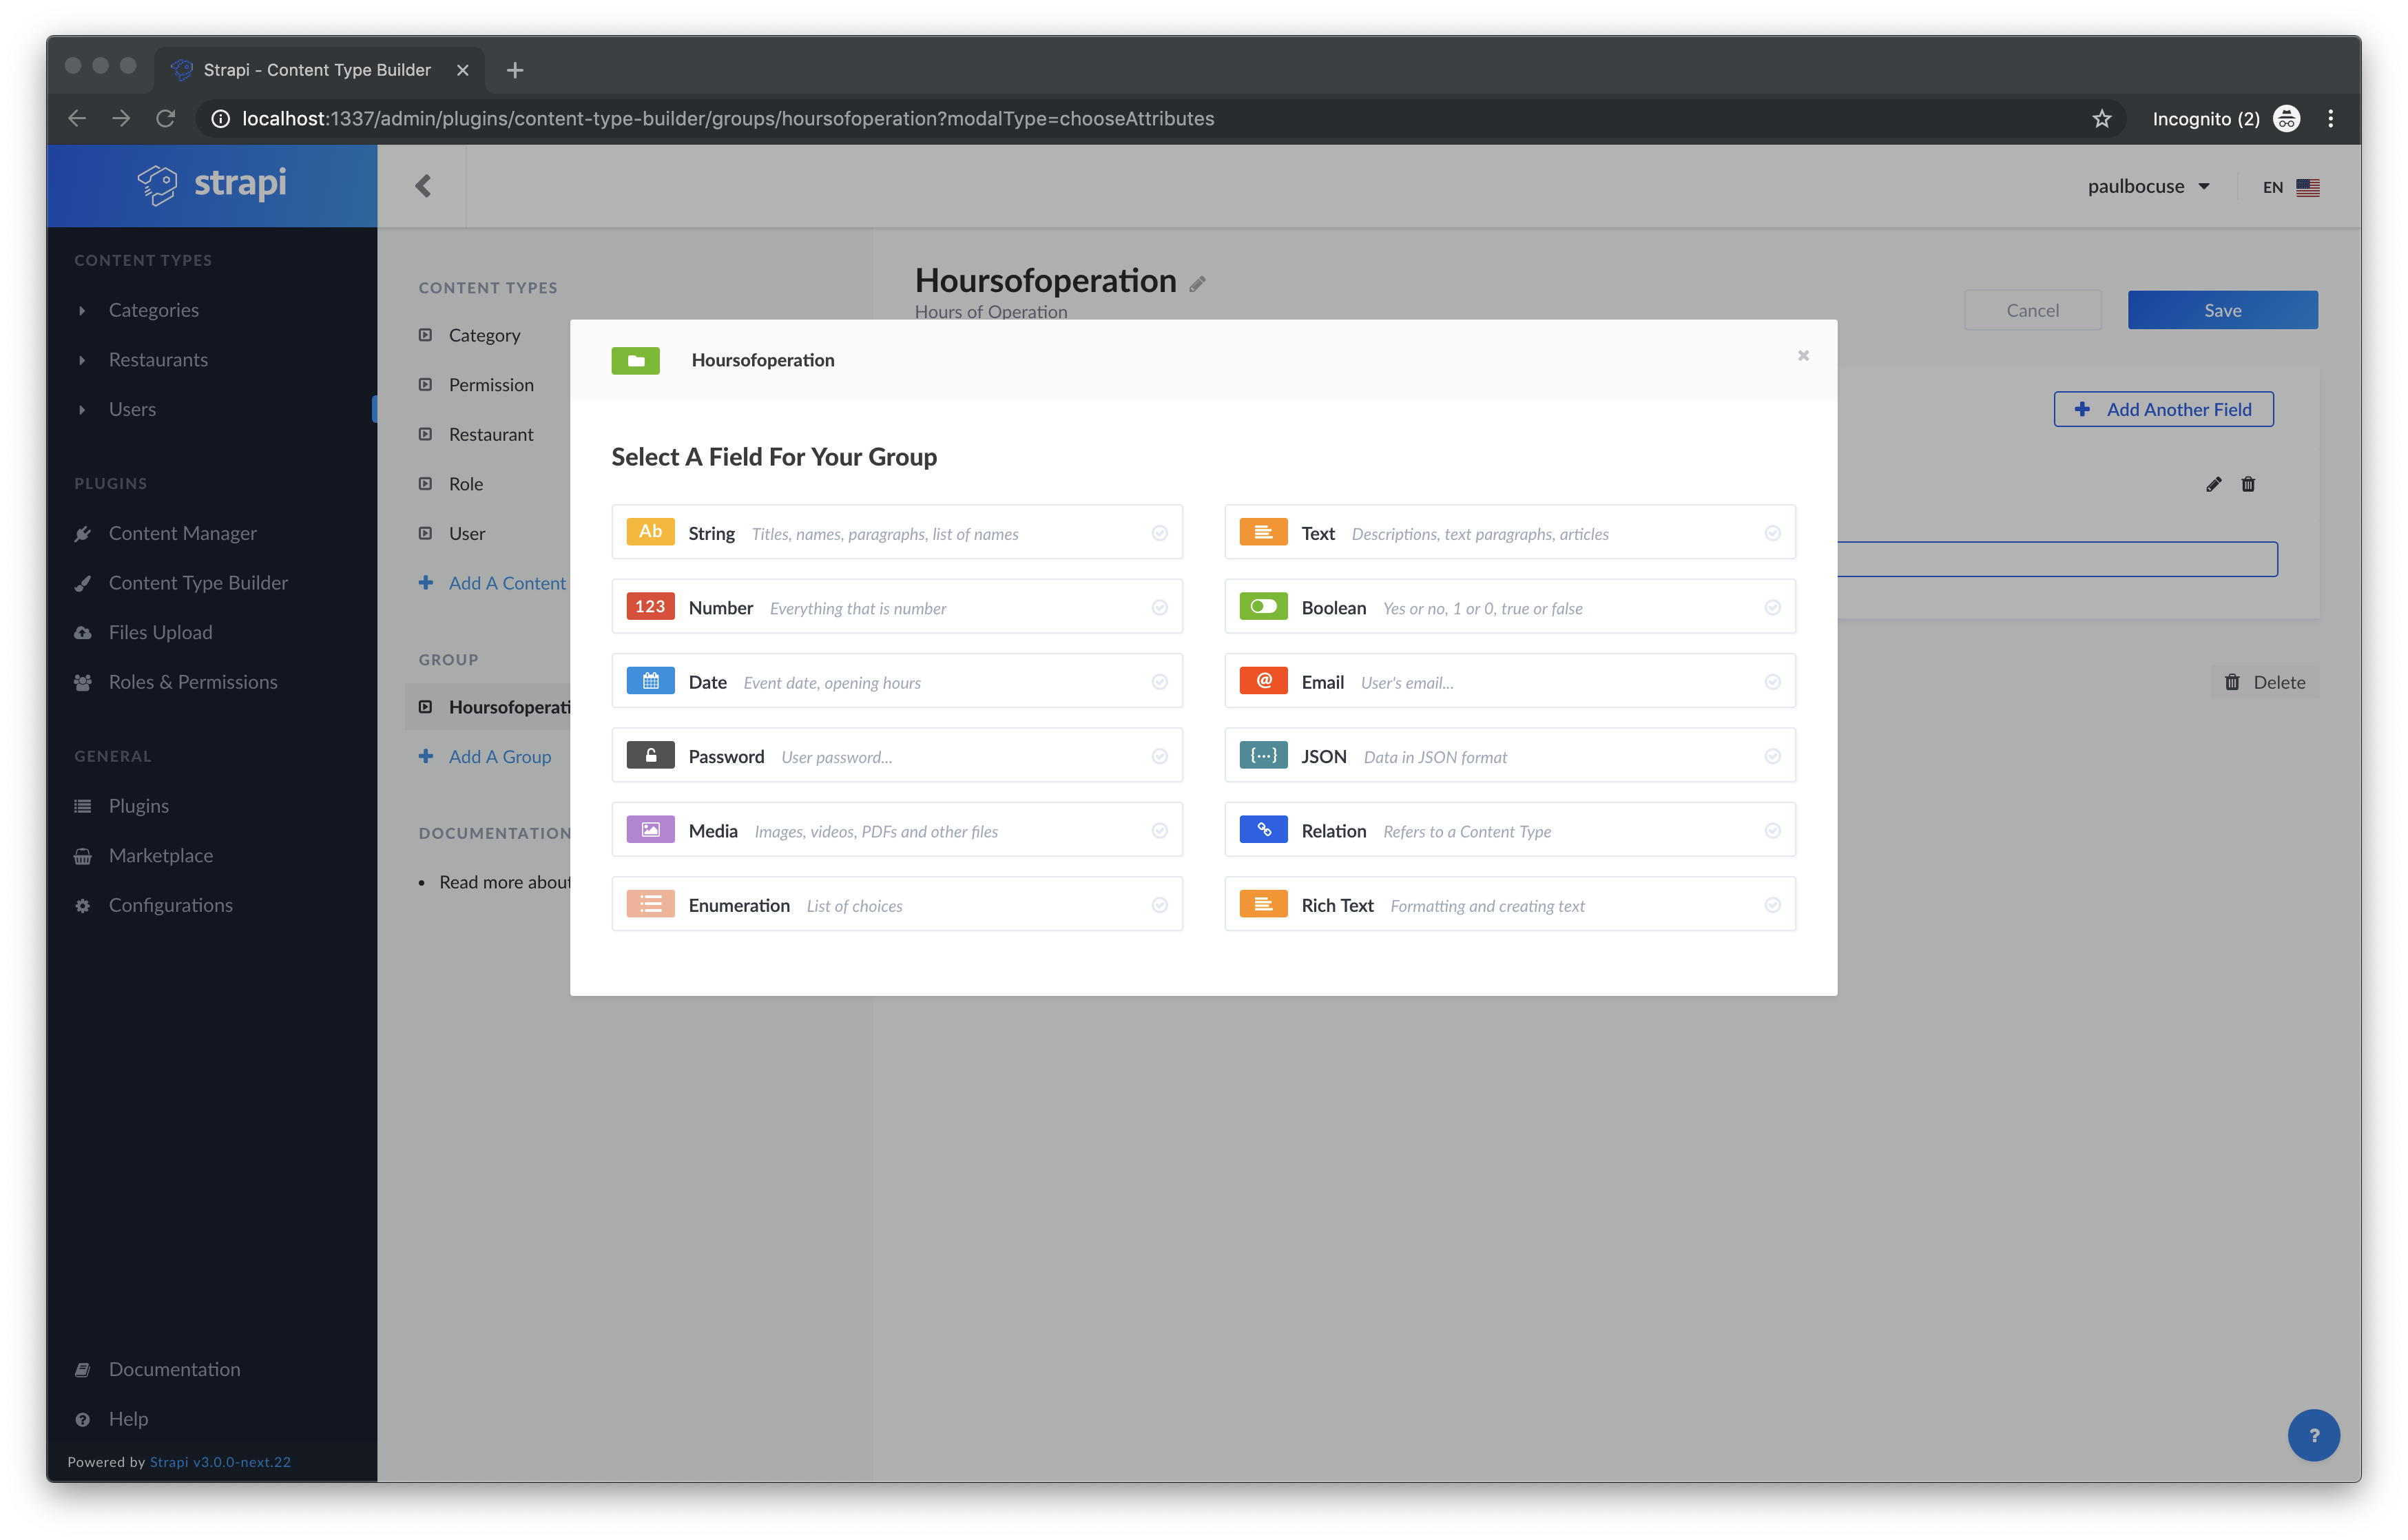 Strapi - Content Type Builder
localhost:1337/admin/plugins/content-type-builder/groups/hoursofoperation?modalType=chooseAttributes
Incognito (2)
strapi
paulbocuse
EN
CONTENT TYPES
Categories
Restaurants
Users
PLUGINS
Content Manager
Content Type Builder
Files Upload
Roles & Permissions
GENERAL
Plugins
Marketplace
Configurations
Documentation
Help
Powered by Strapi v3.0.0-next.22
CONTENT TYPES
Category
Permission
Restaurant
Role
User
Add A Content
GROUP
Hoursofoperati
Add A Group
DOCUMENTATION
Read more about
Hoursofoperation
Hours of Operation
Cancel
Save
Add Another Field
Delete
Hoursofoperation
Select A Field For Your Group
Ab String Titles, names, paragraphs, list of names
Text Descriptions, text paragraphs, articles
123 Number Everything that is number
Boolean Yes or no, 1 or 0, true or false
Date Event date, opening hours
@ Email User's email...
Password User password...
{...} JSON Data in JSON format
Media Images, videos, PDFs and other files
Relation Refers to a Content Type
Enumeration List of choices
Rich Text Formatting and creating text
?